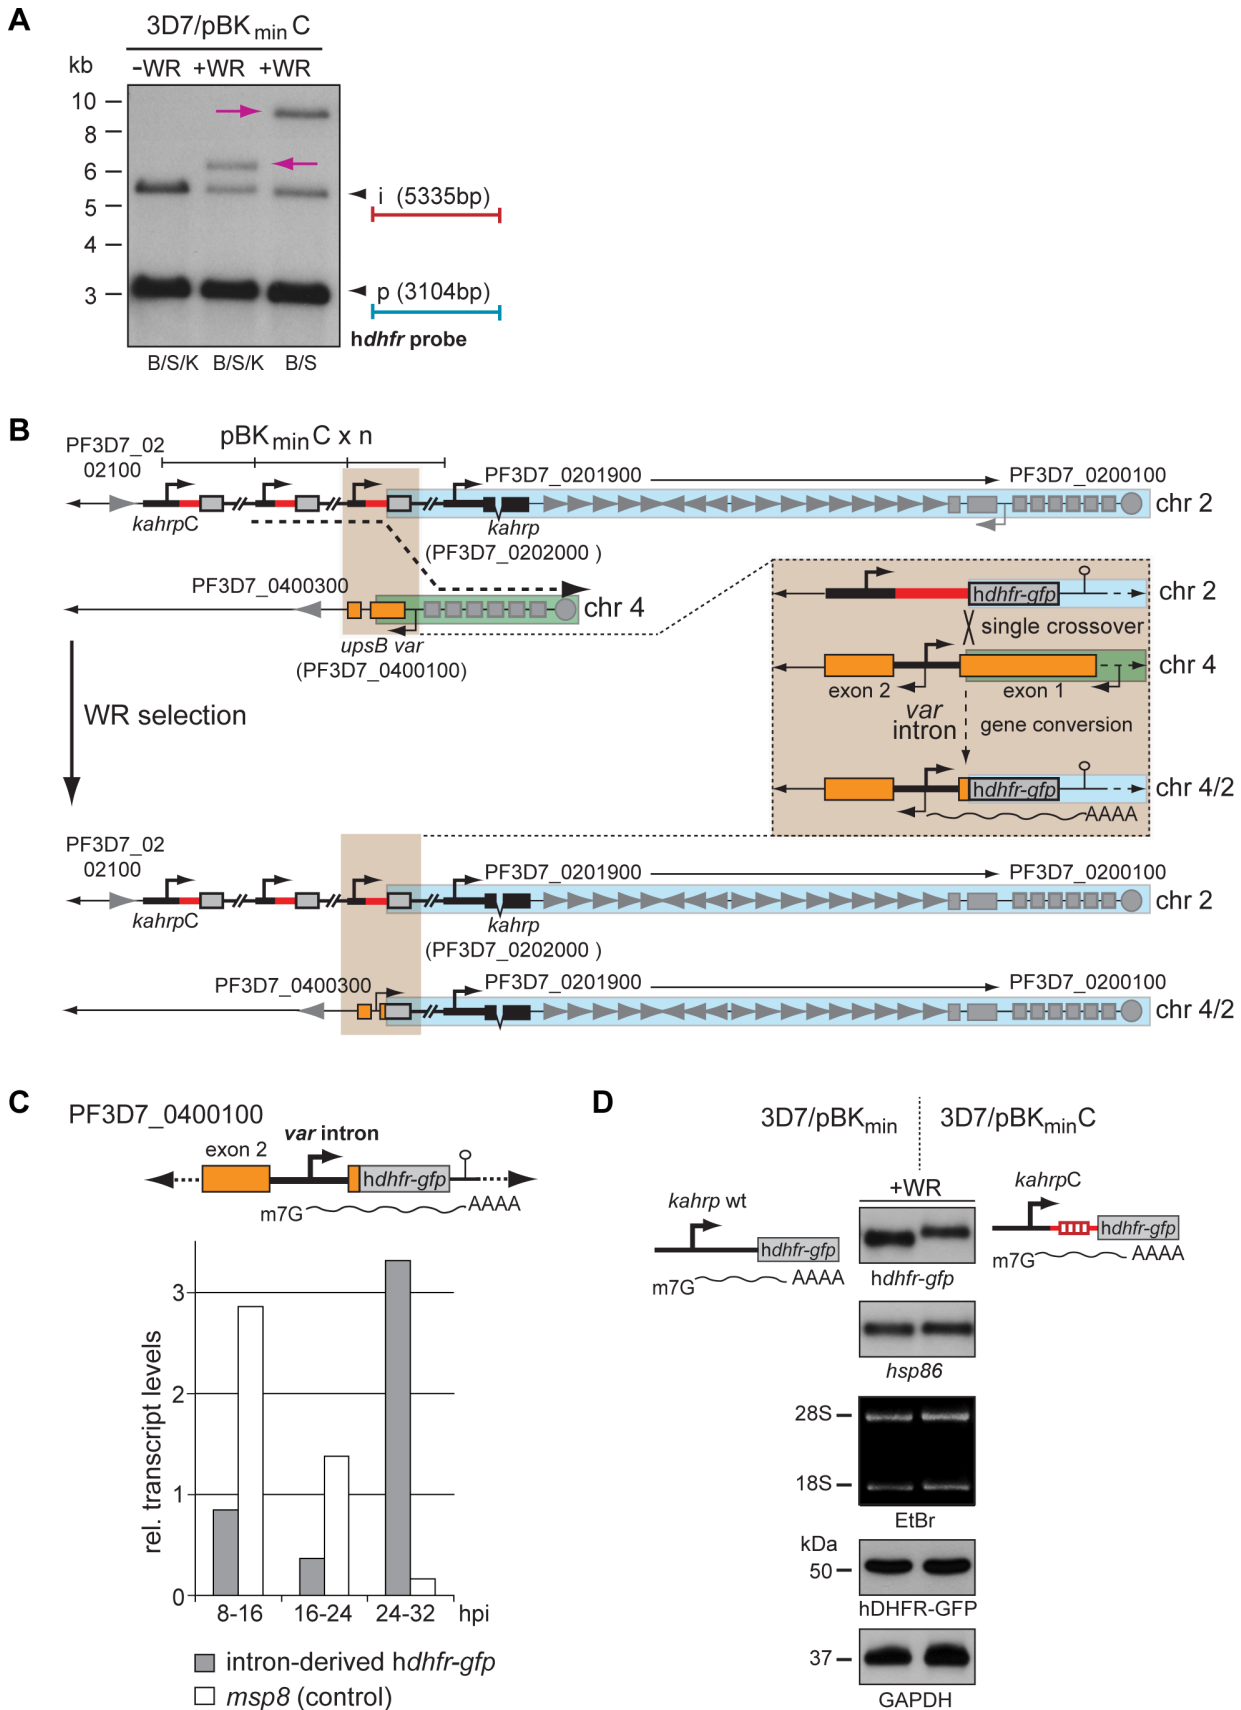 A
3D7/pBKminC
kb -WR +WR +WR
10
8
6
5
4
3
i (5335bp)
p (3104bp)
hdhfr probe
B/S/K B/S/K B/S
B
PF3D7_02
02100
pBKminC x n
PF3D7_0201900
PF3D7_0200100
chr 2
kahrpC
kahrp
(PF3D7_0202000 )
PF3D7_0400300
chr 4
upsB var
(PF3D7_0400100)
hdhfr-gfp
chr 2
single crossover
chr 4
exon 2
exon 1
var
intron
gene conversion
hdhfr-gfp
chr 4/2
AAAA
WR selection
PF3D7_02
02100
PF3D7_0201900
PF3D7_0200100
chr 2
kahrpC
kahrp
(PF3D7_0202000 )
PF3D7_0400300
PF3D7_0201900
PF3D7_0200100
chr 4/2
C
PF3D7_0400100
var intron
exon 2
hdhfr-gfp
m7G
AAAA
rel. transcript levels
3
2
1
0
8-16 16-24 24-32 hpi
intron-derived hdhfr-gfp
msp8 (control)
D
3D7/pBKmin
3D7/pBKminC
+WR
kahrp wt
hdhfr-gfp
m7G
AAAA
kahrpC
hdhfr-gfp
m7G
AAAA
hdhfr-gfp
hsp86
28S
18S
EtBr
kDa
50
hDHFR-GFP
37
GAPDH